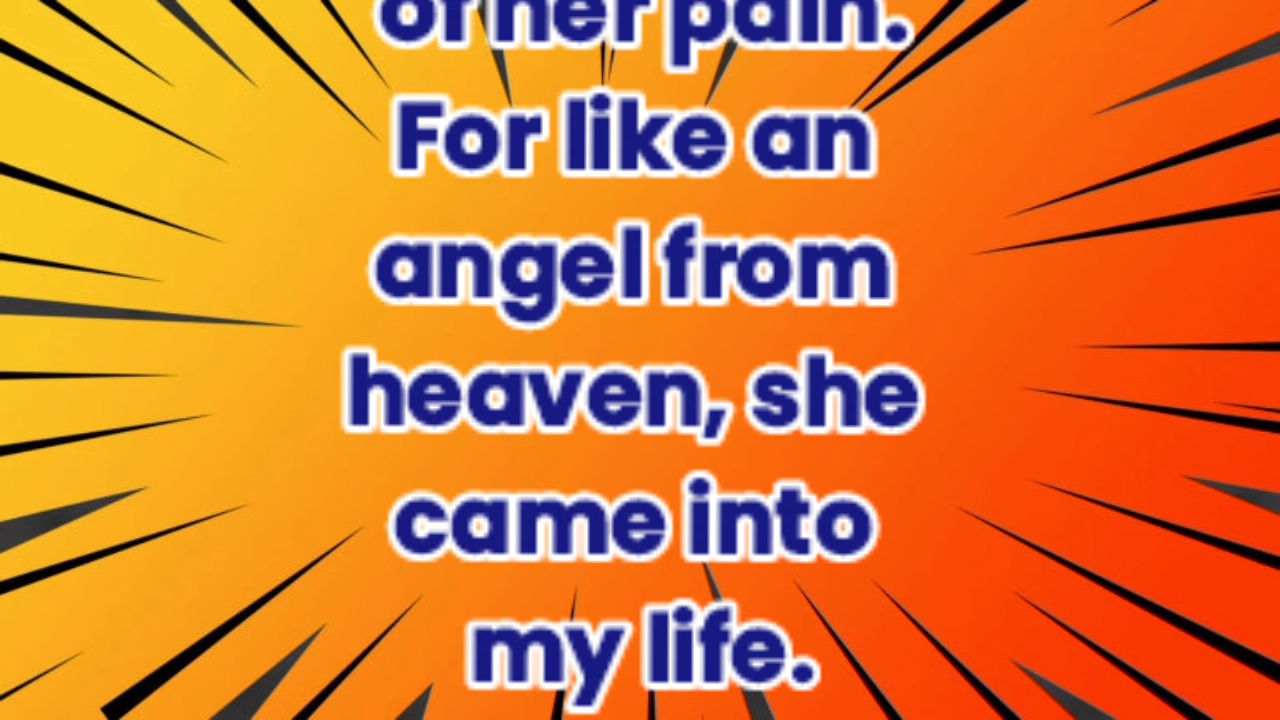 of her pain.
For like an
angel from
heaven, she
came into
my life.